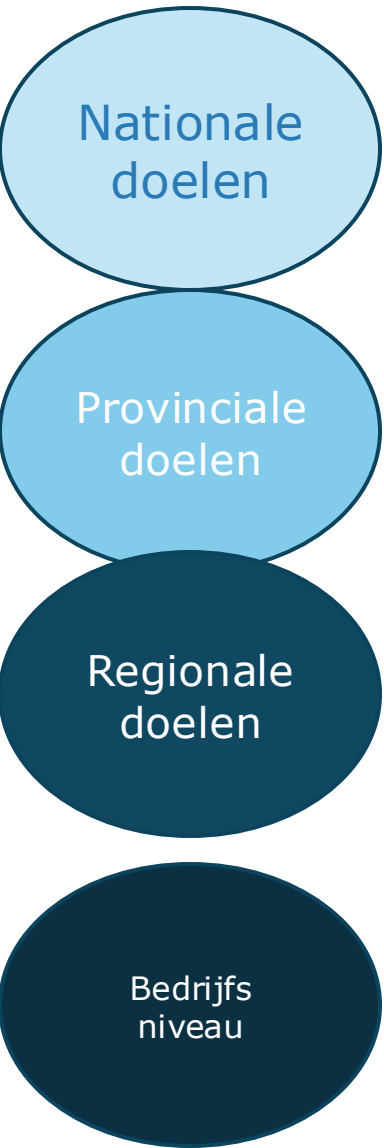 Nationale
doelen
Provinciale
doelen
Regionale
doelen
Bedrijfs
niveau